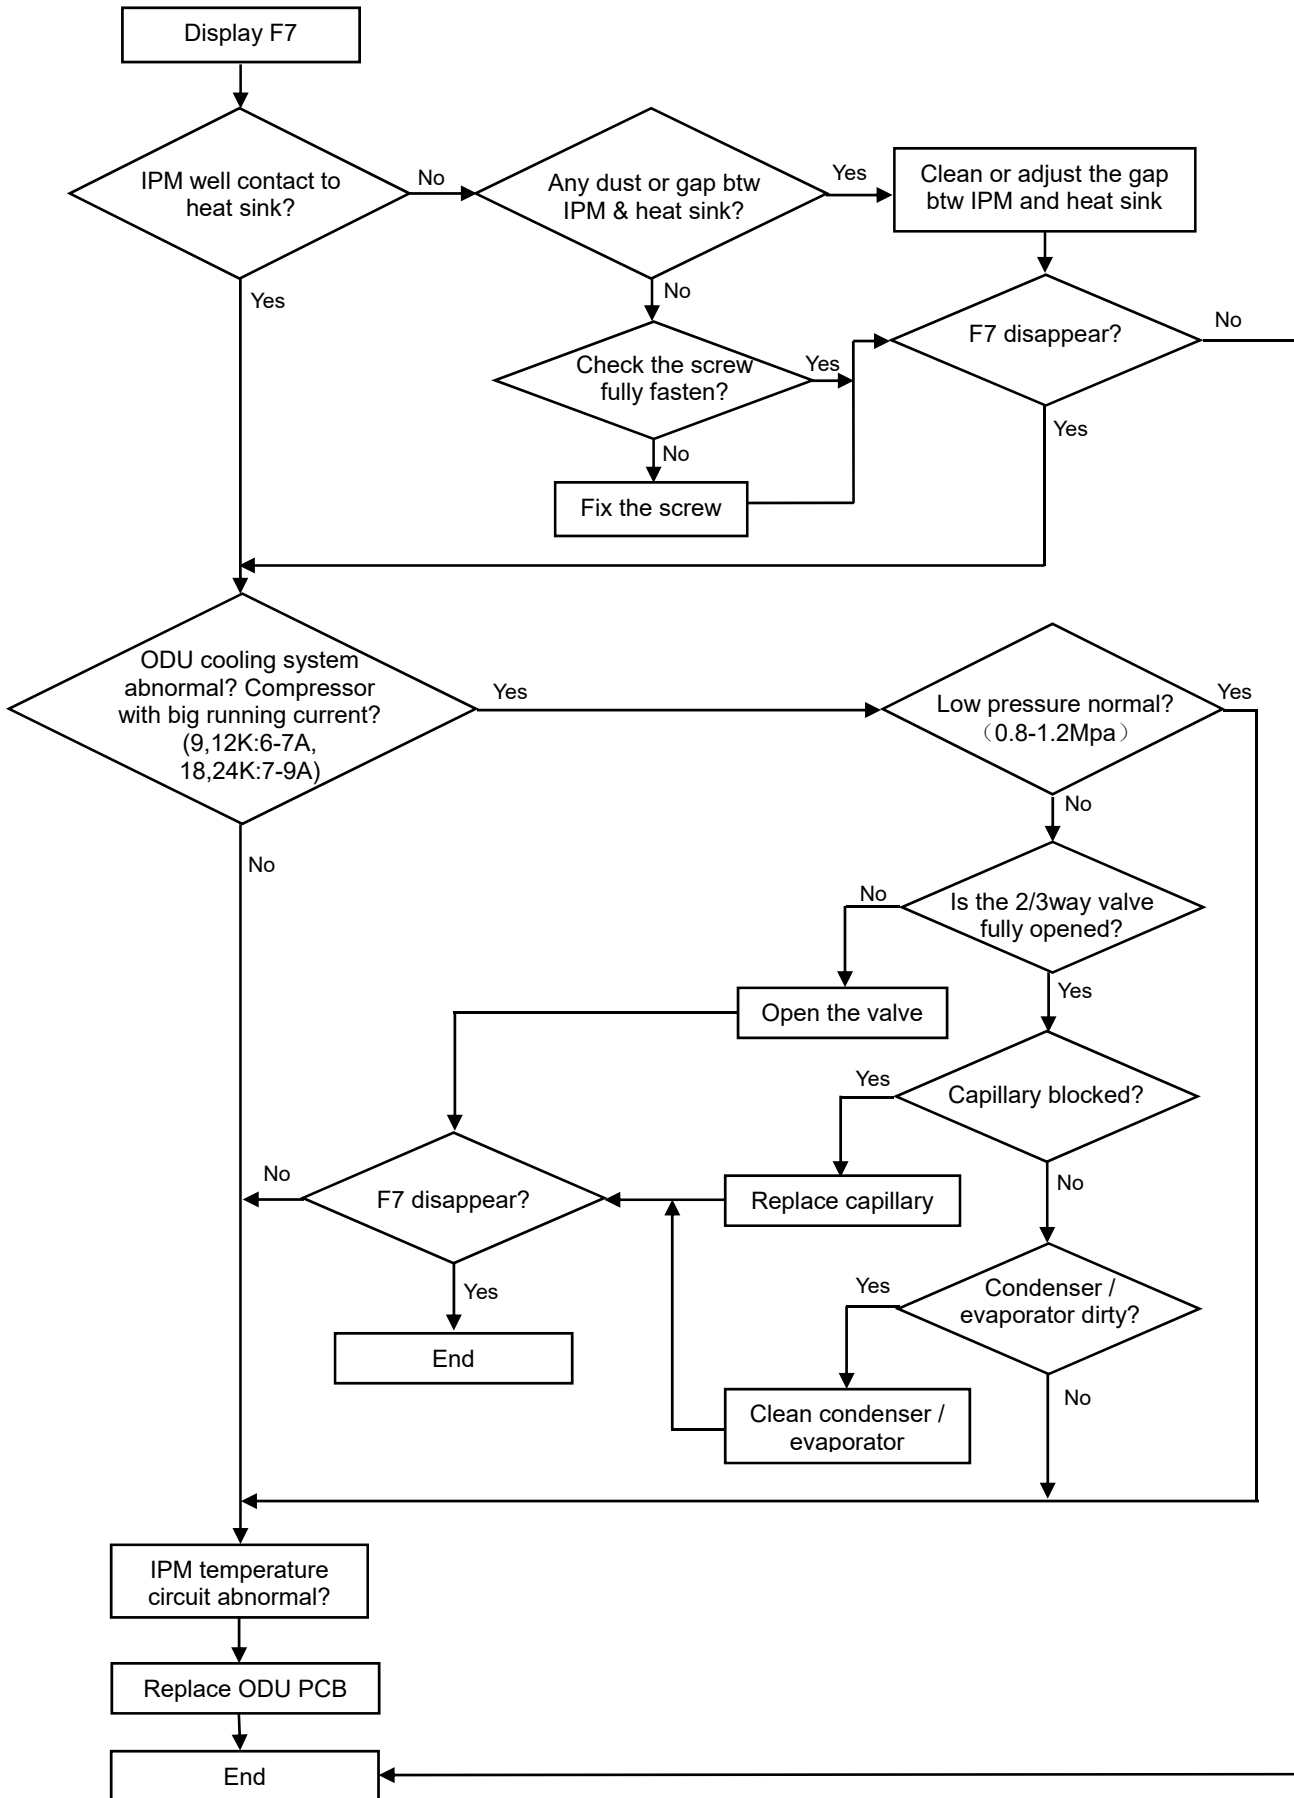 Display F7
IPM well contact to
heat sink?
No
Any dust or gap btw
IPM & heat sink?
Yes
Clean or adjust the gap
btw IPM and heat sink
Yes
No
F7 disappear?
No
Check the screw
fully fasten?
Yes
Yes
No
Fix the screw
ODU cooling system
abnormal? Compressor
with big running current?
(9,12K:6-7A,
18,24K:7-9A)
Yes
Low pressure normal?
（0.8-1.2Mpa）
Yes
No
No
Is the 2/3way valve
fully opened?
No
Yes
Open the valve
Capillary blocked?
Yes
No
Replace capillary
F7 disappear?
No
Yes
End
Condenser /
evaporator dirty?
Yes
No
Clean condenser /
evaporator
IPM temperature
circuit abnormal?
Replace ODU PCB
End